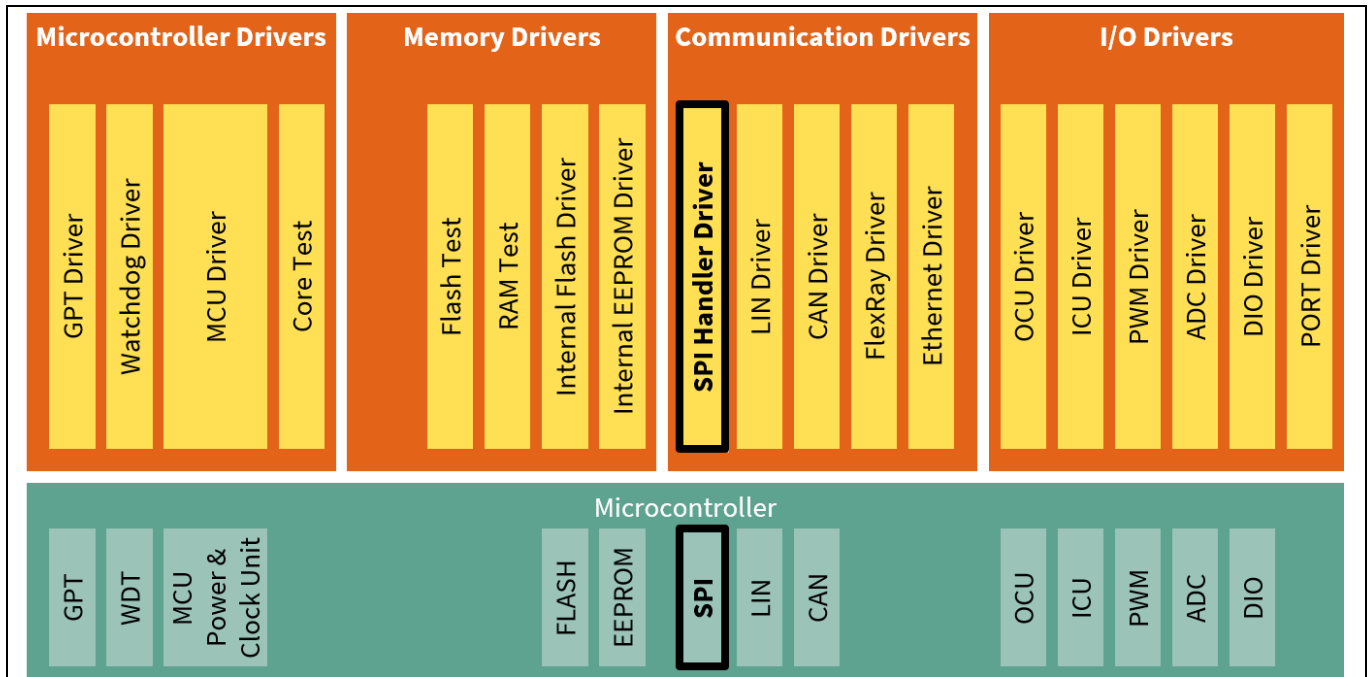 Microcontroller Drivers
GPT Driver
Watchdog Driver
MCU Driver
Core Test
Memory Drivers
Flash Test
RAM Test
Internal Flash Driver
Internal EEPROM Driver
Communication Drivers
SPI Handler Driver
LIN Driver
CAN Driver
FlexRay Driver
Ethernet Driver
I/O Drivers
OCU Driver
ICU Driver
PWM Driver
ADC Driver
DIO Driver
PORT Driver
Microcontroller
GPT
WDT
MCU
Power &
Clock Unit
FLASH
EEPROM
SPI
LIN
CAN
OCU
ICU
PWM
ADC
DIO